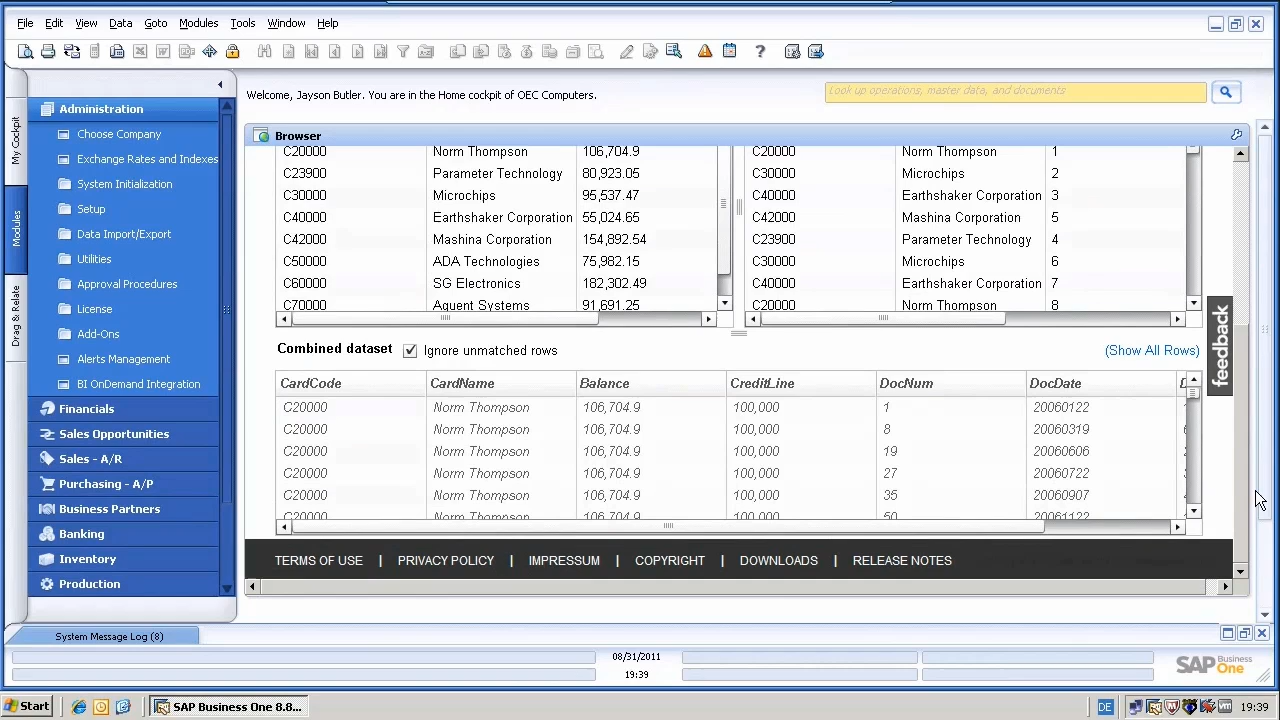 File Edit View Data Goto Modules Tools Window Help
Welcome, Jayson Butler. You are in the Home cockpit of OEC Computers.
Look up operations, master data, and documents
My Cockpit
Modules
Drag & Relate
Administration
Choose Company
Exchange Rates and Indexes
System Initialization
Setup
Data Import/Export
Utilities
Approval Procedures
License
Add-Ons
Alerts Management
BI OnDemand Integration
Financials
Sales Opportunities
Sales - A/R
Purchasing - A/P
Business Partners
Banking
Inventory
Production
Browser
C20000 Norm Thompson 106,704.9
C23900 Parameter Technology 80,923.05
C30000 Microchips 95,537.47
C40000 Earthshaker Corporation 55,024.65
C42000 Mashina Corporation 154,892.54
C50000 ADA Technologies 75,982.15
C60000 SG Electronics 182,302.49
C70000 Aquent Systems 91,691.25
C20000 Norm Thompson 1
C30000 Microchips 2
C40000 Earthshaker Corporation 3
C42000 Mashina Corporation 5
C23900 Parameter Technology 4
C30000 Microchips 6
C40000 Earthshaker Corporation 7
C20000 Norm Thompson 8
feedback
Combined dataset Ignore unmatched rows (Show All Rows)
CardCode CardName Balance CreditLine DocNum DocDate
C20000 Norm Thompson 106,704.9 100,000 1 20060122
C20000 Norm Thompson 106,704.9 100,000 8 20060319
C20000 Norm Thompson 106,704.9 100,000 19 20060606
C20000 Norm Thompson 106,704.9 100,000 27 20060722
C20000 Norm Thompson 106,704.9 100,000 35 20060907
C20000 Norm Thompson 106,704.9 100,000 50 20061122
TERMS OF USE | PRIVACY POLICY | IMPRESSUM | COPYRIGHT | DOWNLOADS | RELEASE NOTES
System Message Log (8)
08/31/2011
19:39
SAP Business One
Start SAP Business One 8.8... DE 19:39